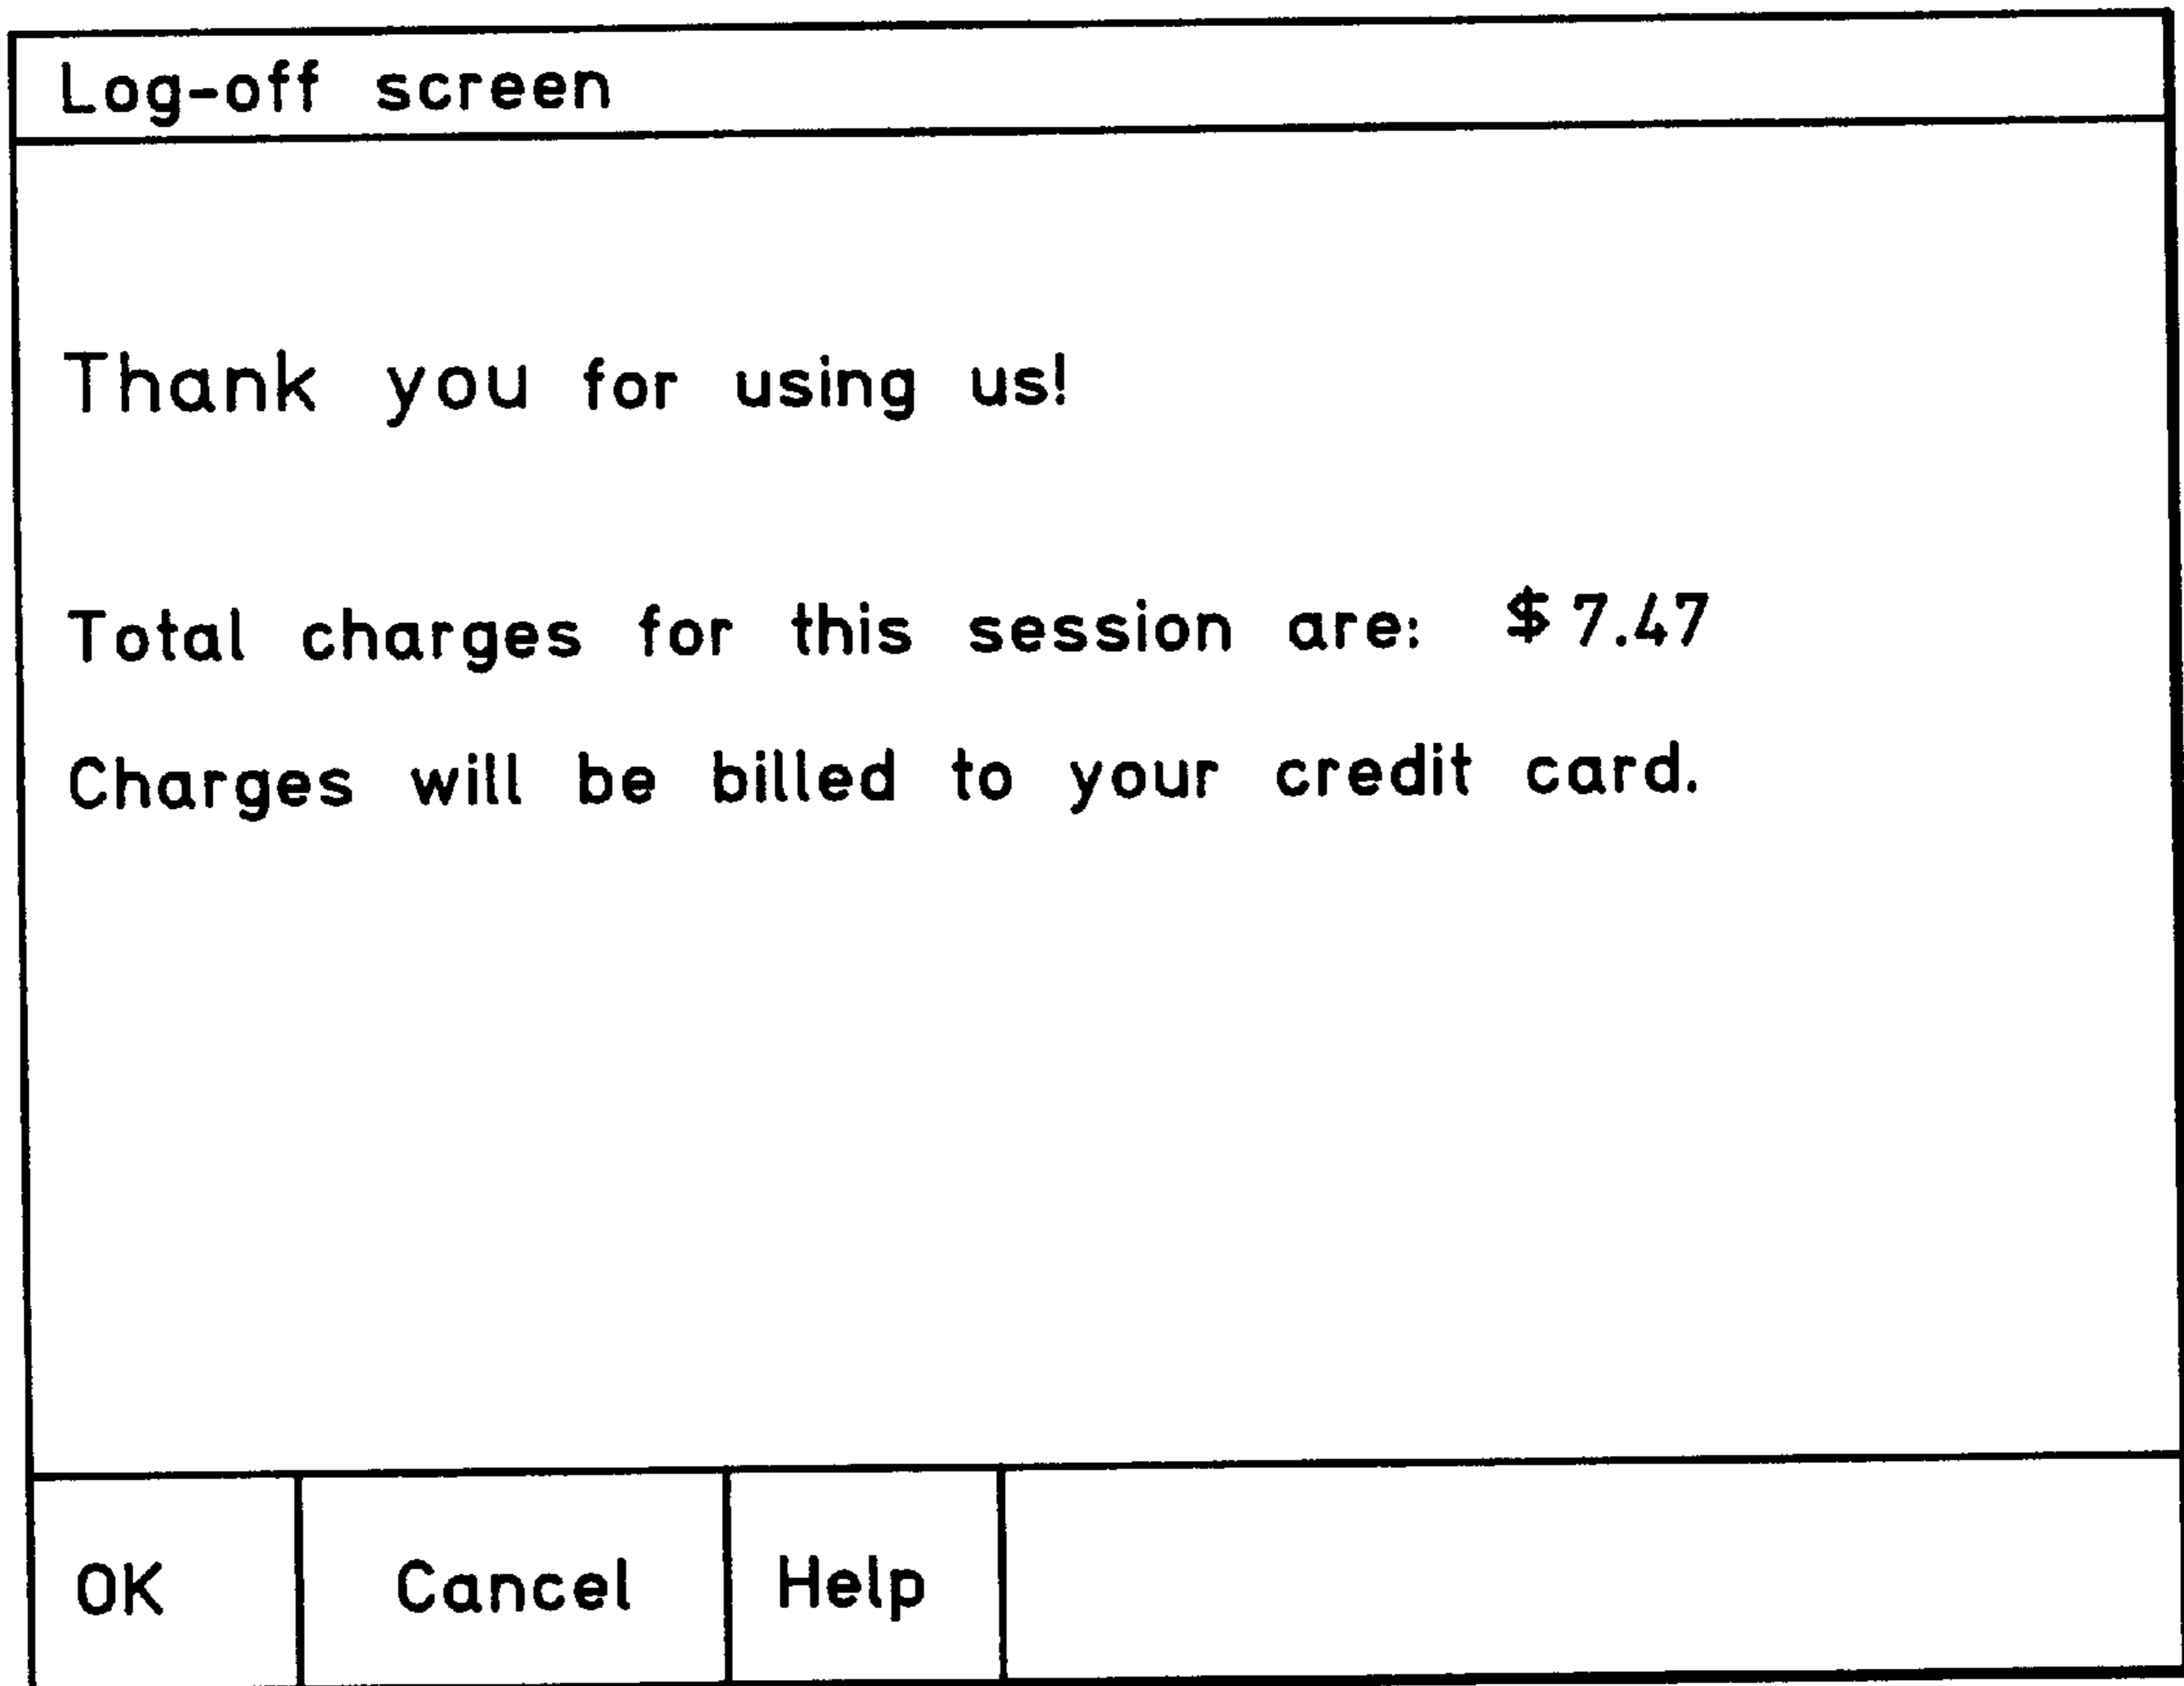 Log-off screen
Thank you for using us!
Total charges for this session are: $7.47
Charges will be billed to your credit card.
OK Cancel Help